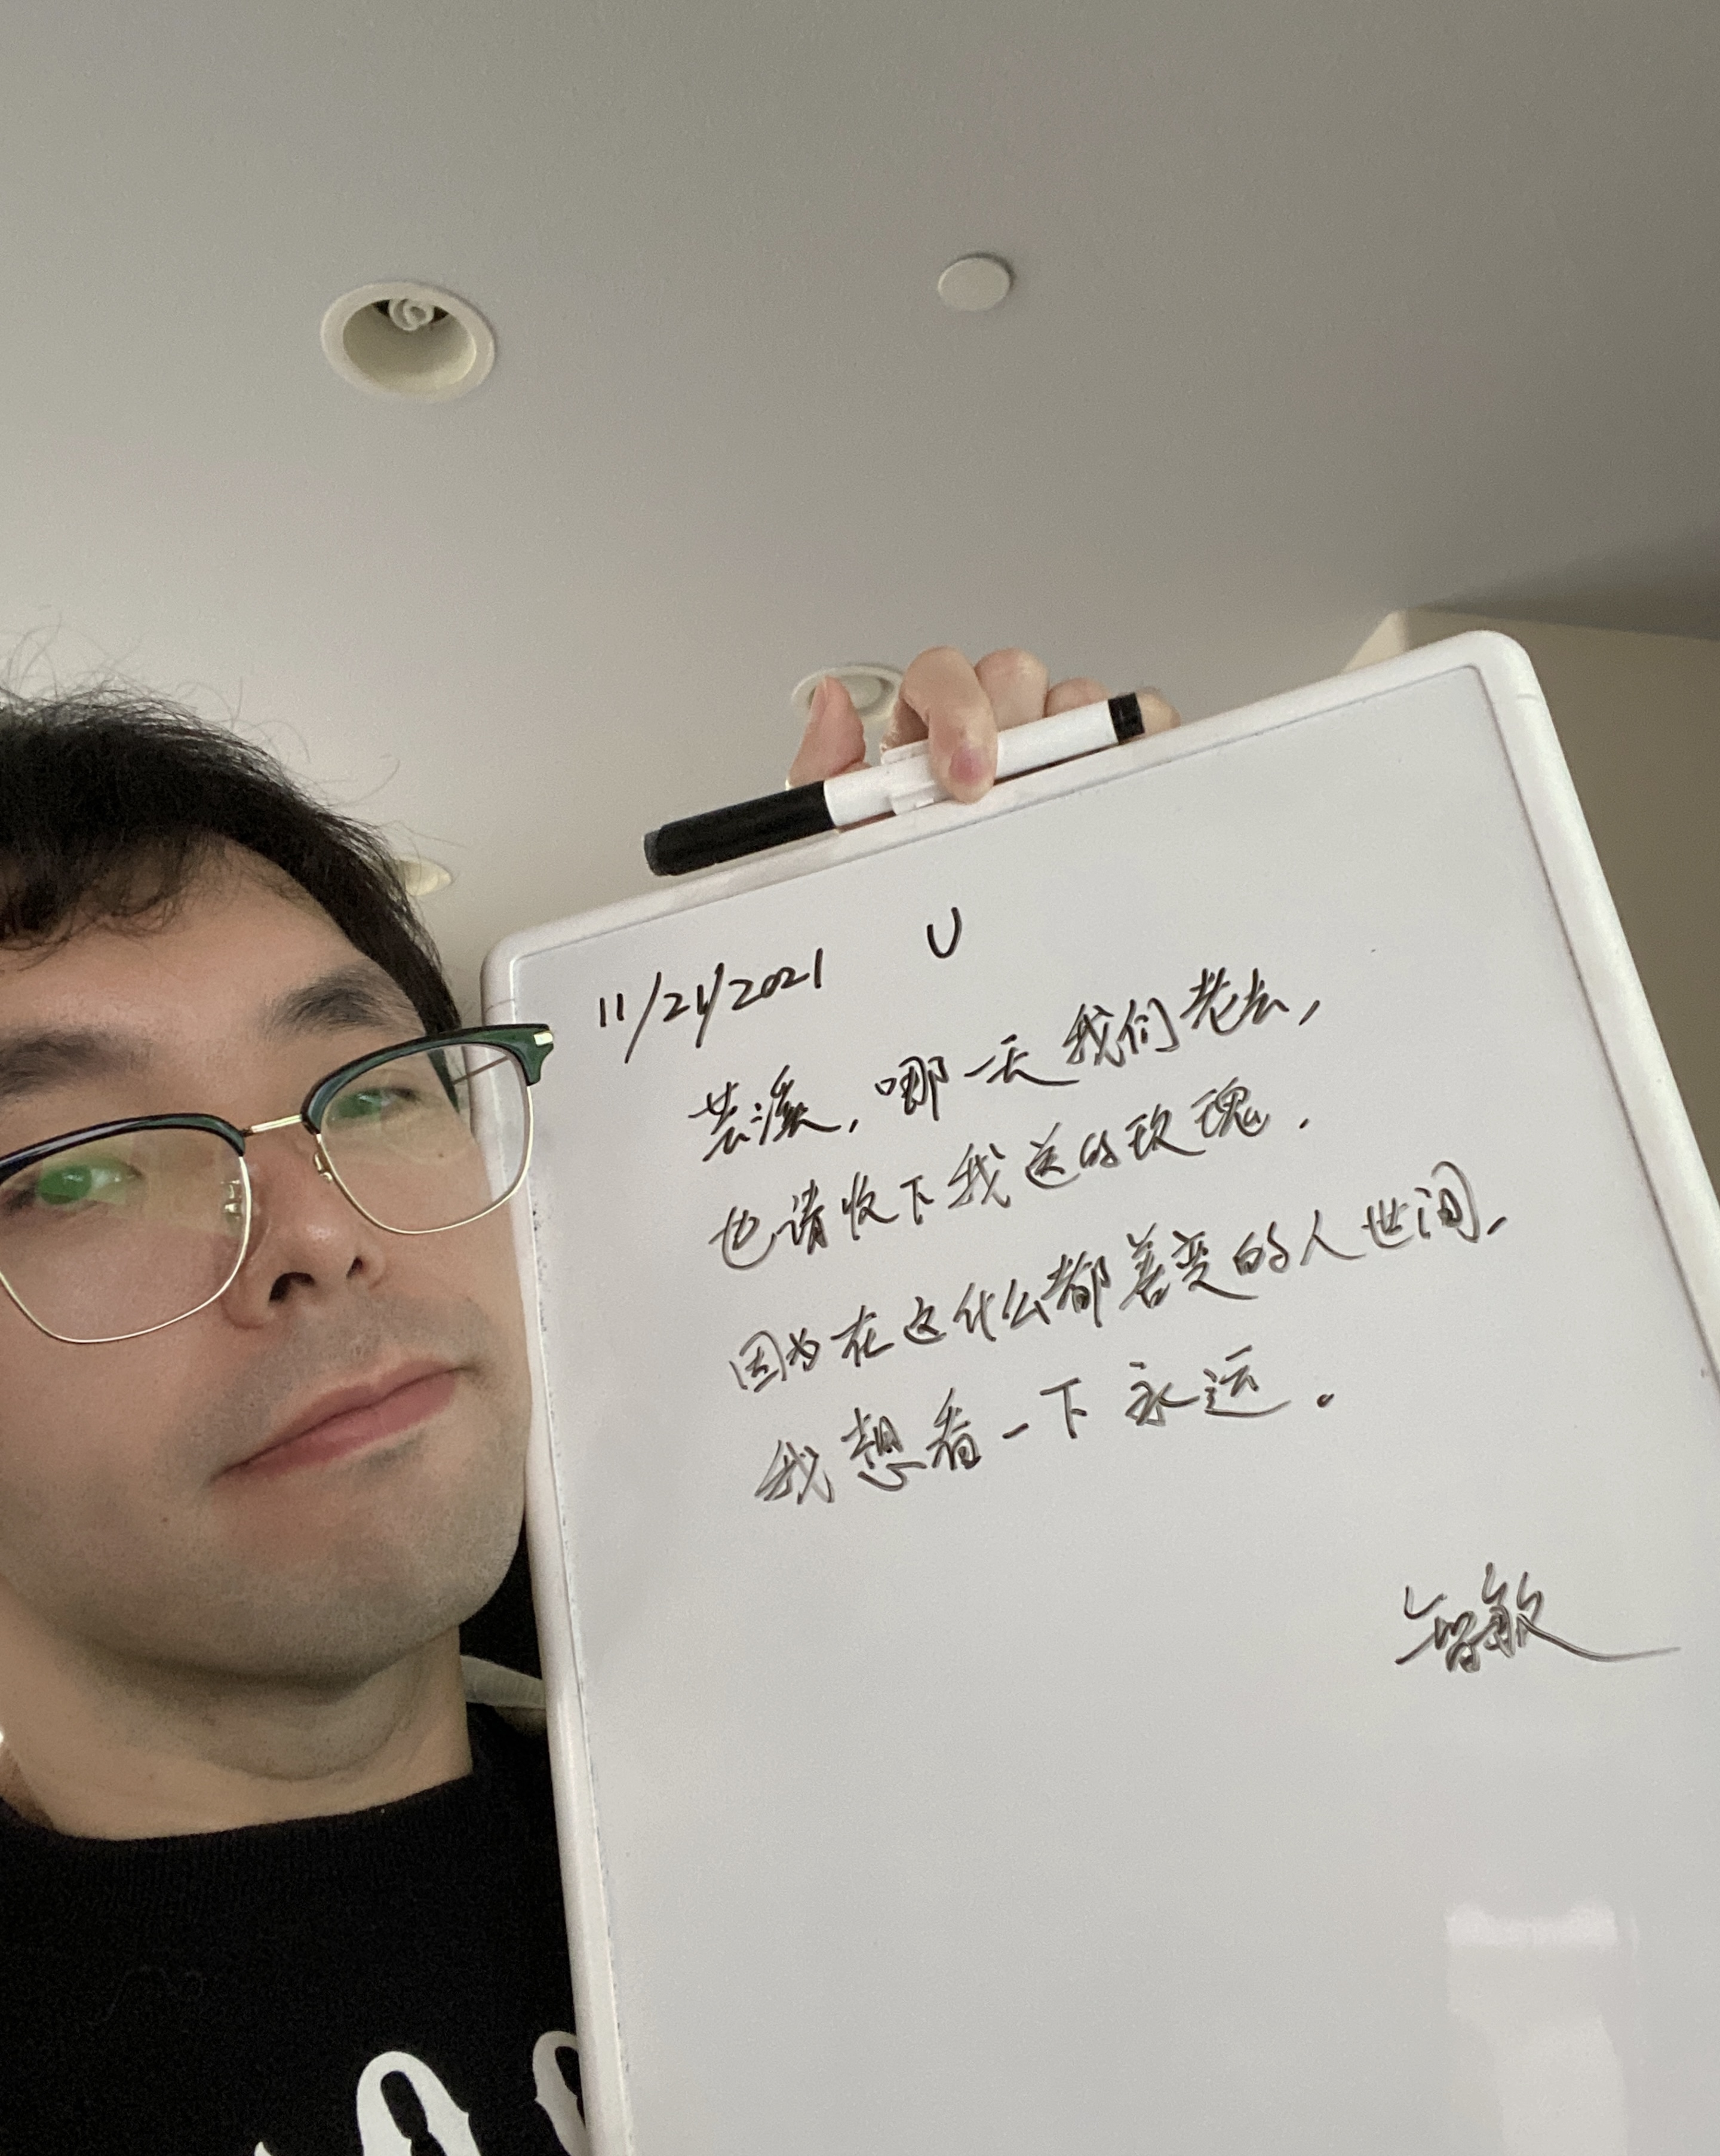 11/24/2021 U
芸溪，哪一天我们老去，
也请收下我送的玫瑰．
因为在这什么都善变的人世间，
我想看一下永远。
智敏